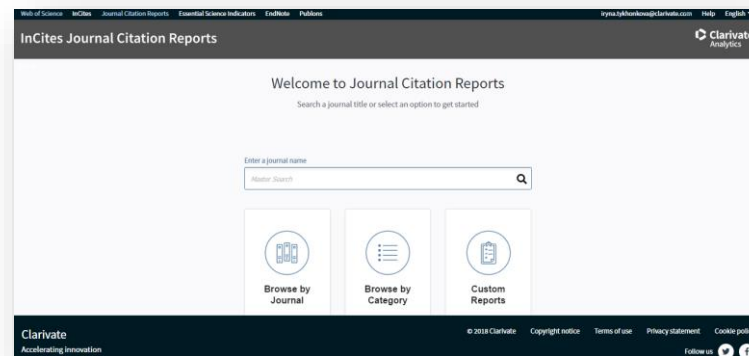 Web of Science InCites Journal Citation Reports Essential Science Indicators EndNote Publons iryna.tykhonkova@clarivate.com Help English
InCites Journal Citation Reports
Clarivate
Analytics
Welcome to Journal Citation Reports
Search a journal title or select an option to get started
Enter a journal name
Master Search
Browse by
Journal
Browse by
Category
Custom
Reports
Clarivate
Accelerating innovation
© 2018 Clarivate Copyright notice Terms of use Privacy statement Cookie poli
Follow us